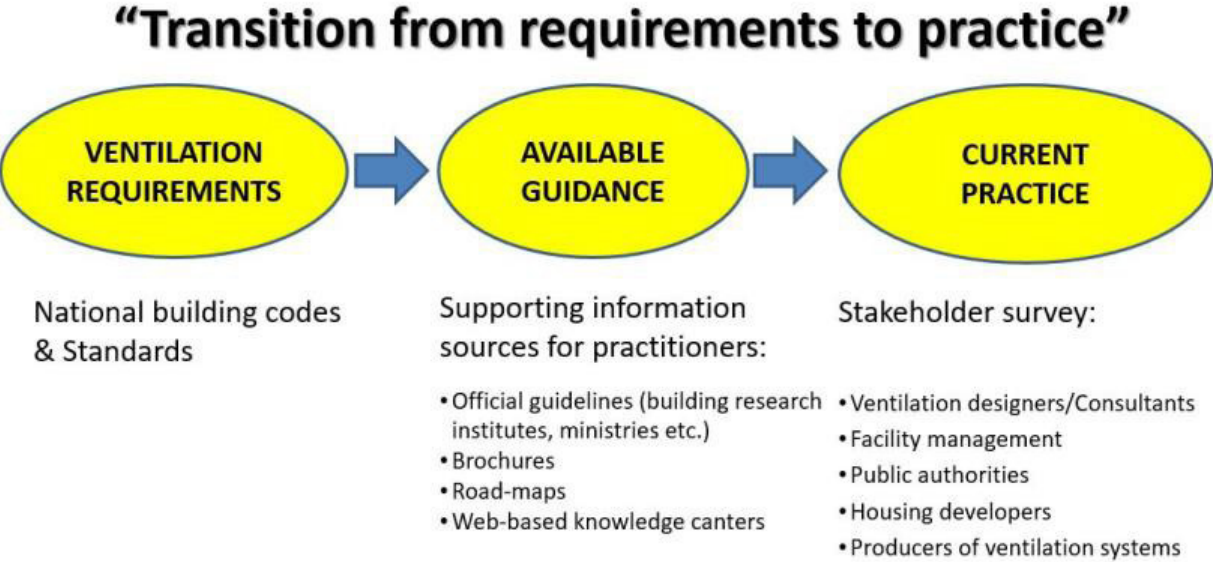 “Transition from requirements to practice”
VENTILATION
REQUIREMENTS
AVAILABLE
GUIDANCE
CURRENT
PRACTICE
National building codes
& Standards
Supporting information
sources for practitioners:
• Official guidelines (building research
institutes, ministries etc.)
• Brochures
• Road-maps
• Web-based knowledge canters
Stakeholder survey:
• Ventilation designers/Consultants
• Facility management
• Public authorities
• Housing developers
• Producers of ventilation systems